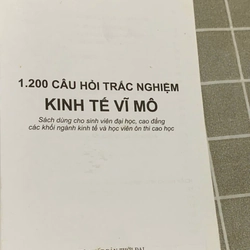 1.200 CÂU HỎI TRẮC NGHIỆM
KINH TẾ VĨ MÔ
Sách dùng cho sinh viên đại học, cao đẳng
các khối ngành kinh tế và học viên ôn thi cao học